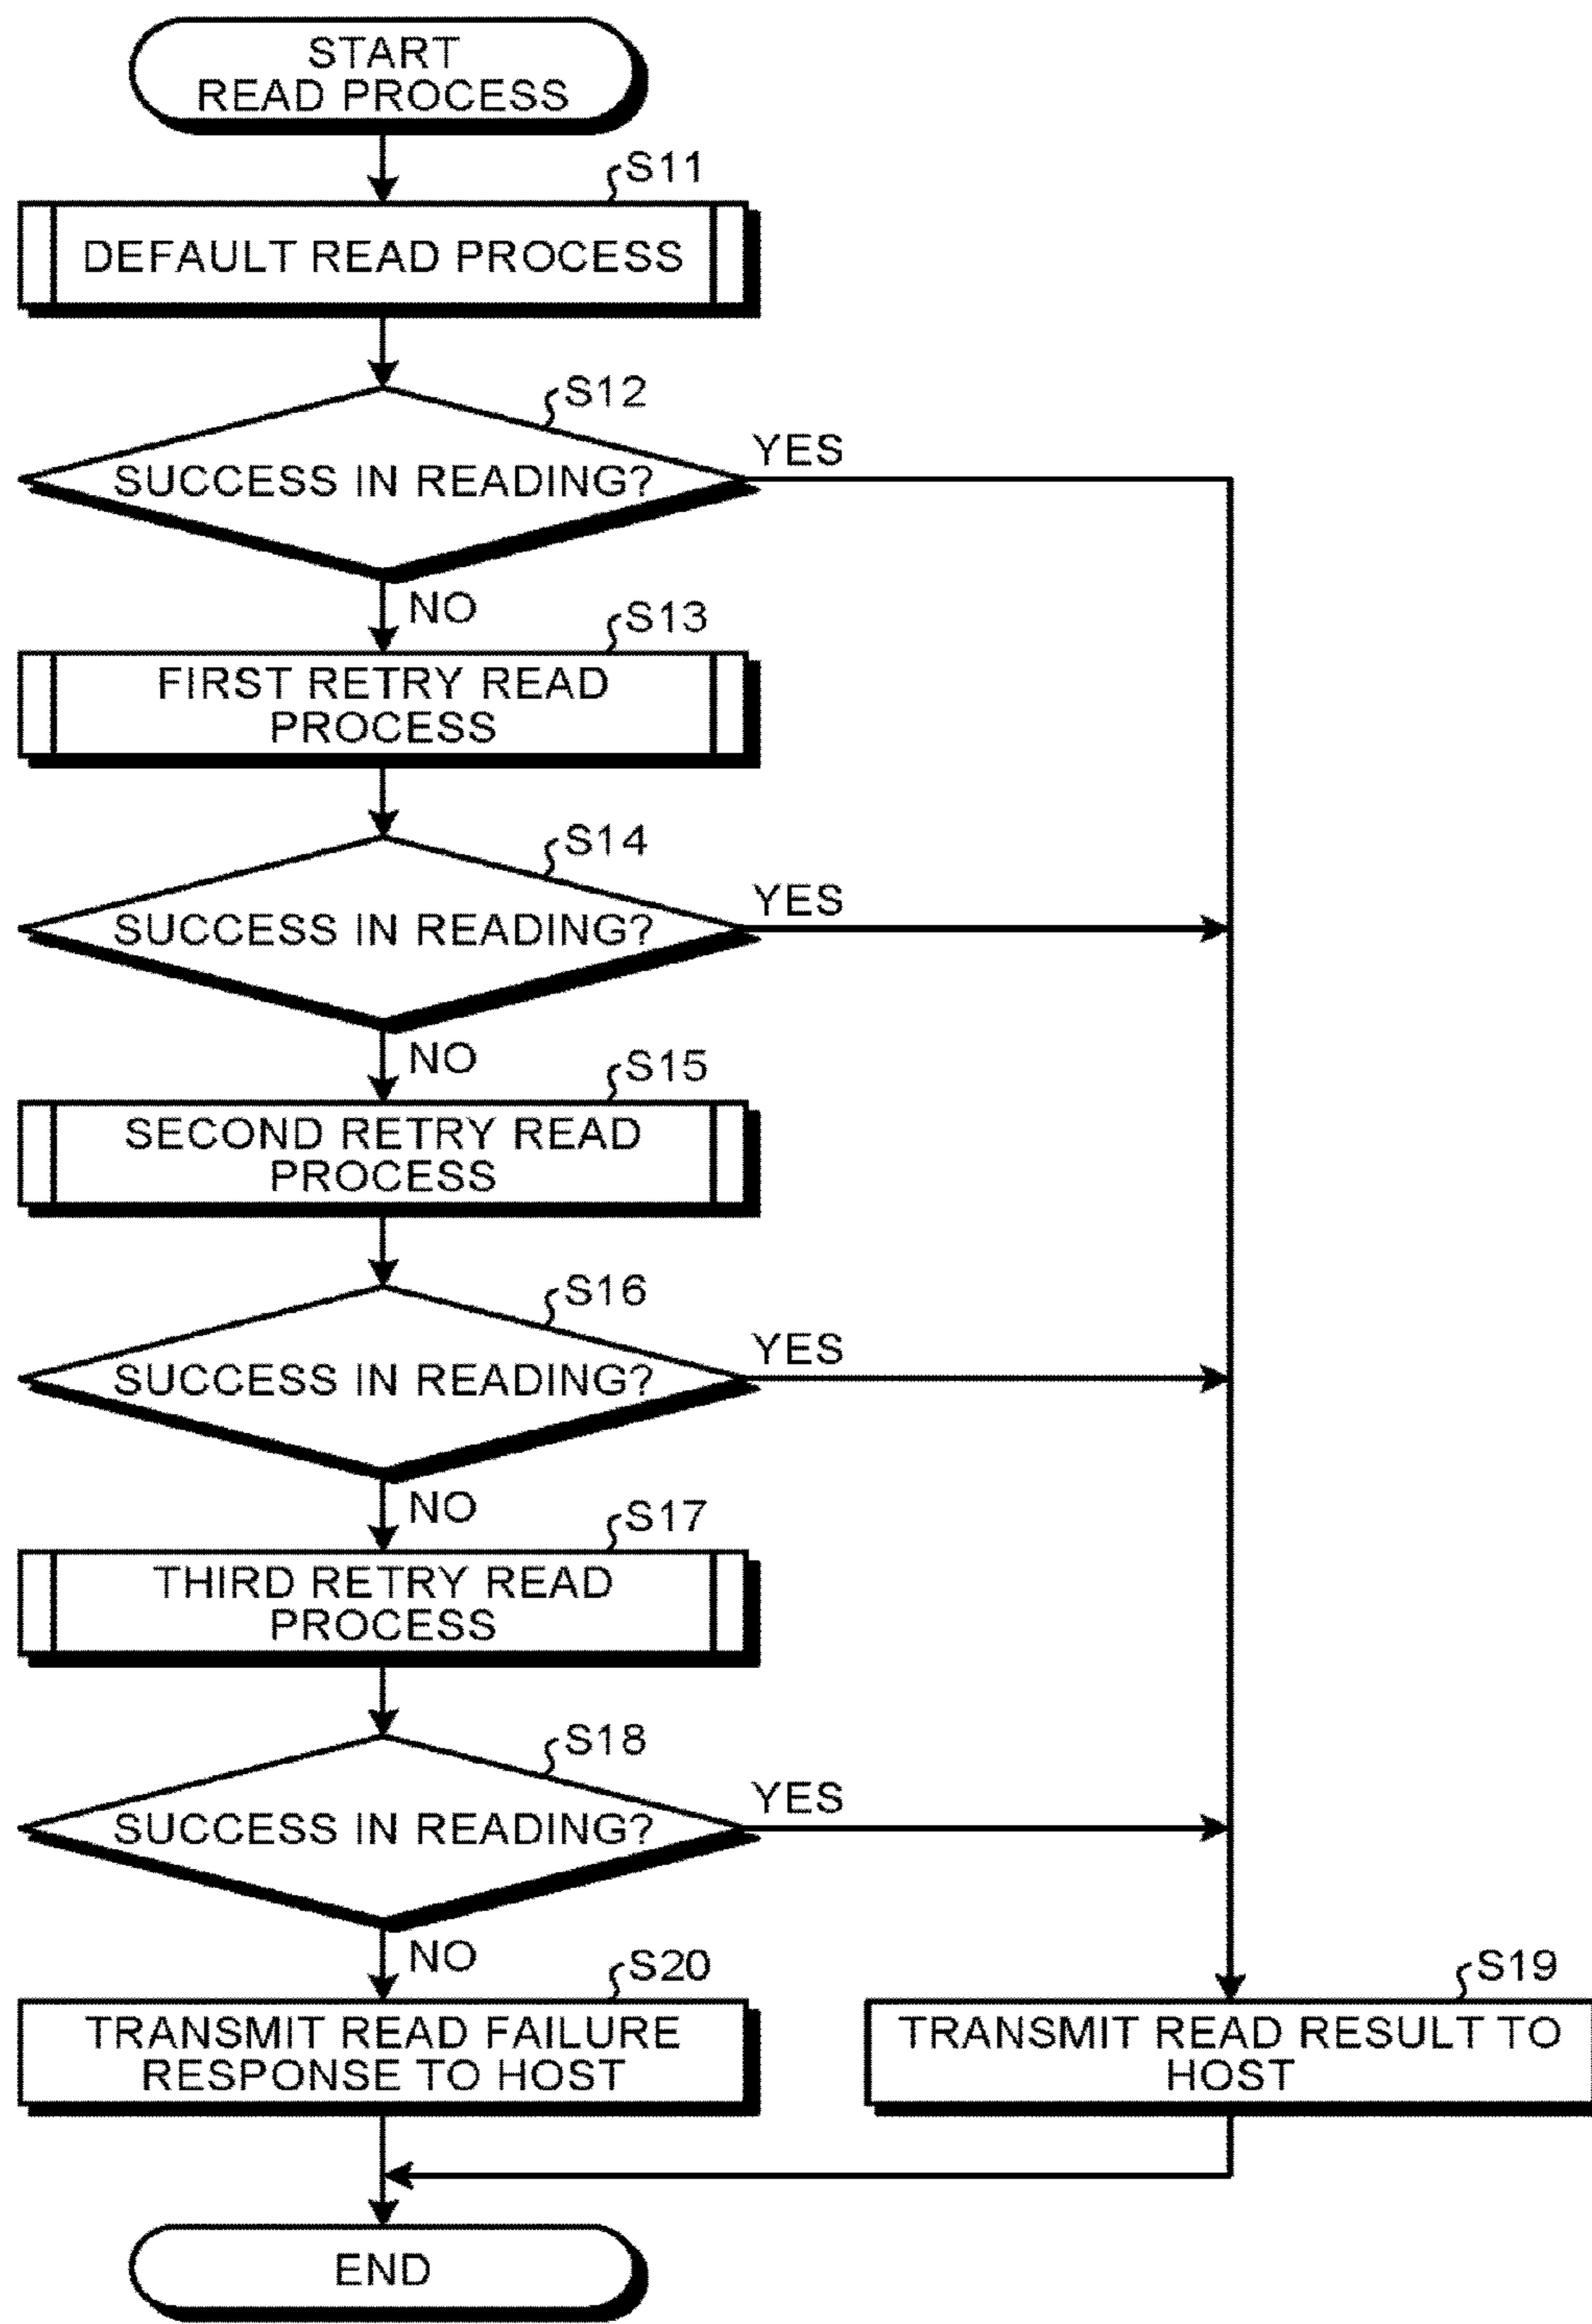 START
READ PROCESS
S11
DEFAULT READ PROCESS
S12
SUCCESS IN READING?
YES
NO
S13
FIRST RETRY READ
PROCESS
S14
SUCCESS IN READING?
YES
NO
S15
SECOND RETRY READ
PROCESS
S16
SUCCESS IN READING?
YES
NO
S17
THIRD RETRY READ
PROCESS
S18
SUCCESS IN READING?
YES
NO
S20
TRANSMIT READ FAILURE
RESPONSE TO HOST
S19
TRANSMIT READ RESULT TO
HOST
END